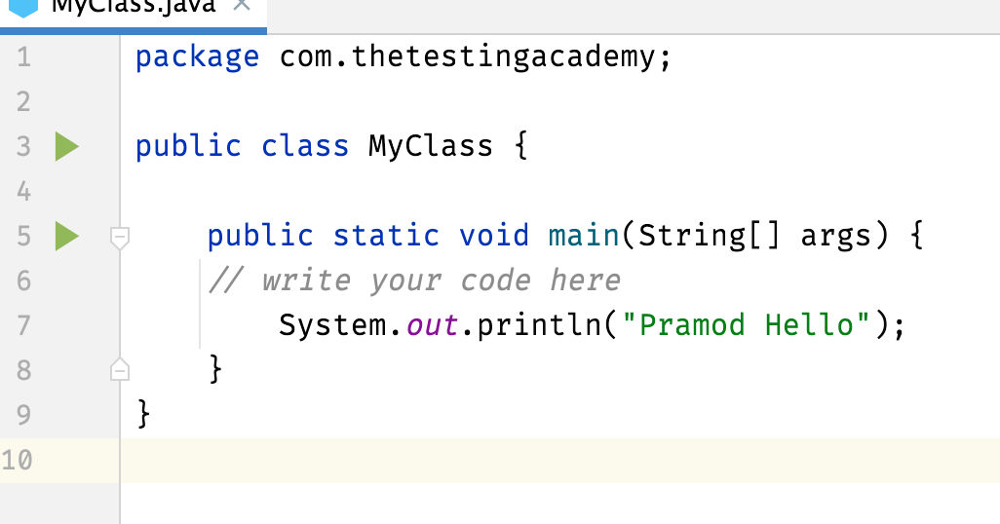 MyClass.java
1 package com.thetestingacademy;
2
3 public class MyClass {
4
5 public static void main(String[] args) {
6 // write your code here
7 System.out.println("Pramod Hello");
8 }
9 }
10